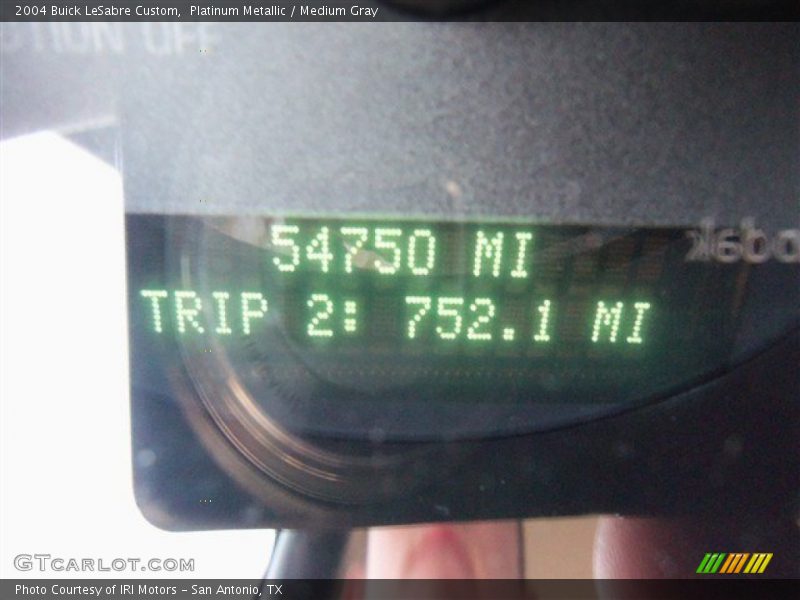 2004 Buick LeSabre Custom,  Platinum Metallic / Medium Gray
OFF
54750 MI
TRIP 2: 752.1 MI
GTcarlot.com
Photo Courtesy of IRI Motors - San Antonio, TX